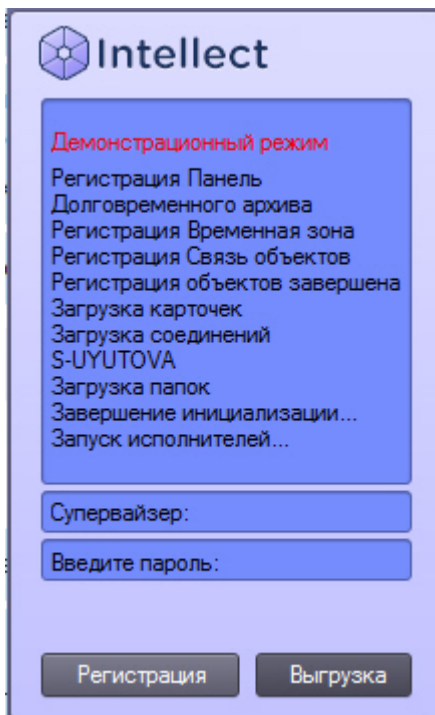 Intellect
Демонстрационный режим
Регистрация Панель
Долговременного архива
Регистрация Временная зона
Регистрация Связь объектов
Регистрация объектов завершена
Загрузка карточек
Загрузка соединений
S-UYUTOVA
Загрузка папок
Завершение инициализации...
Запуск исполнителей...
Супервайзер:
Введите пароль:
Регистрация
Выгрузка